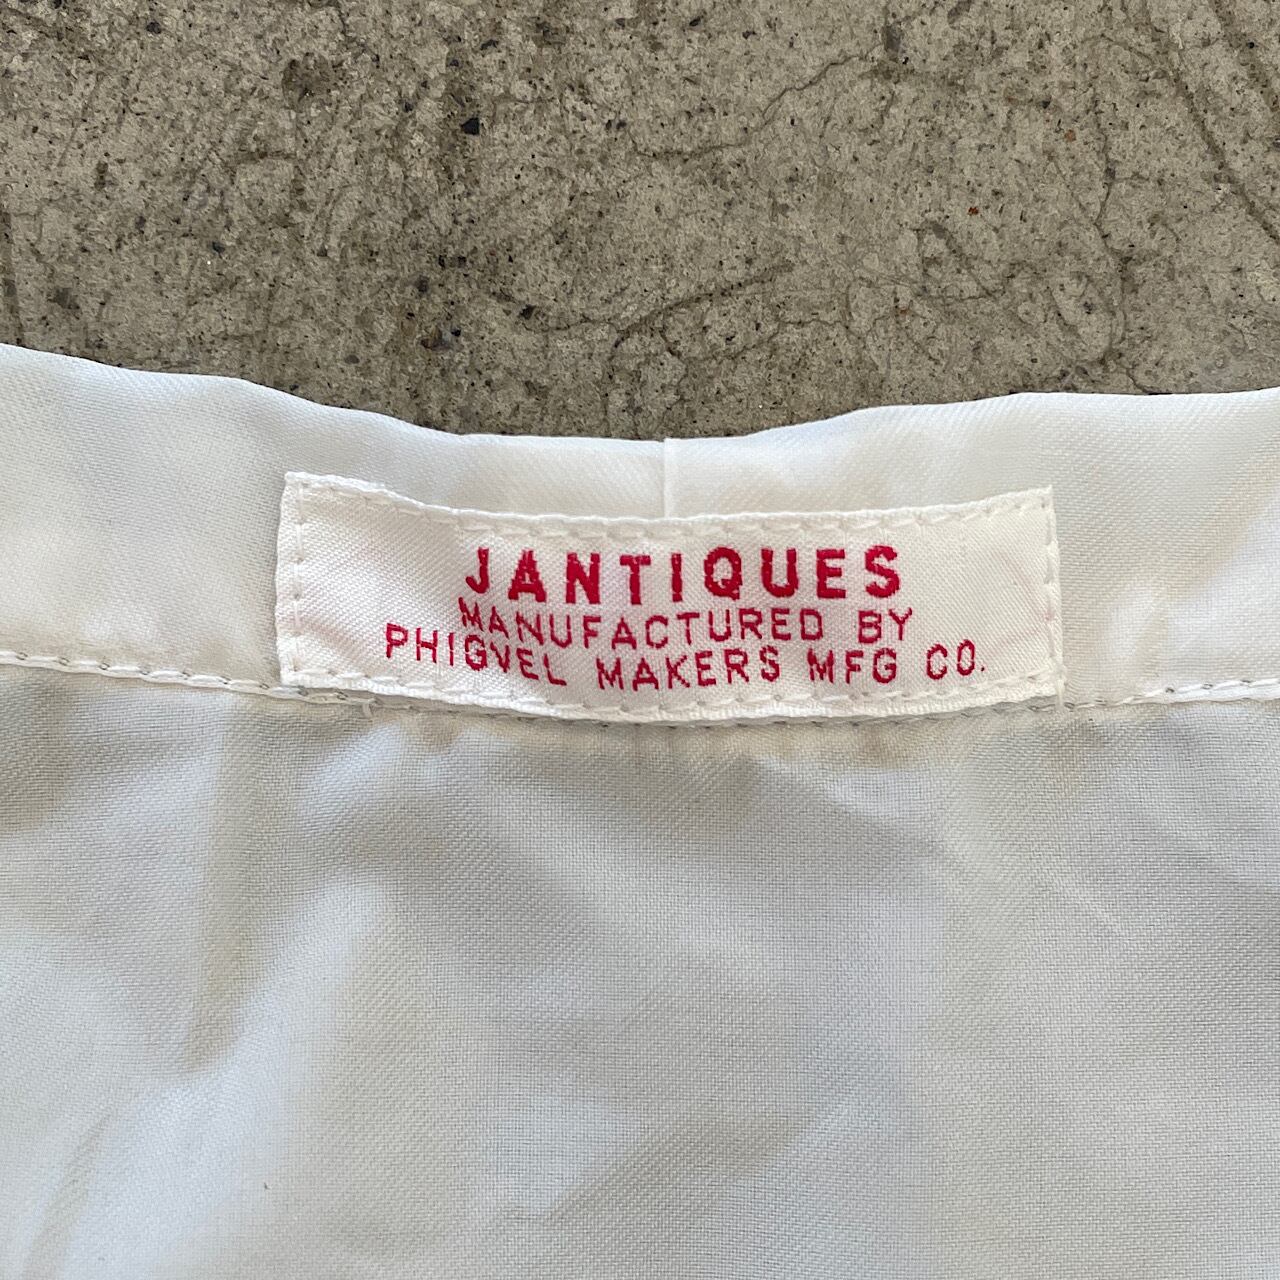 JANTIQUES
MANUFACTURED BY
PHIGVEL MAKERS MFG CO.